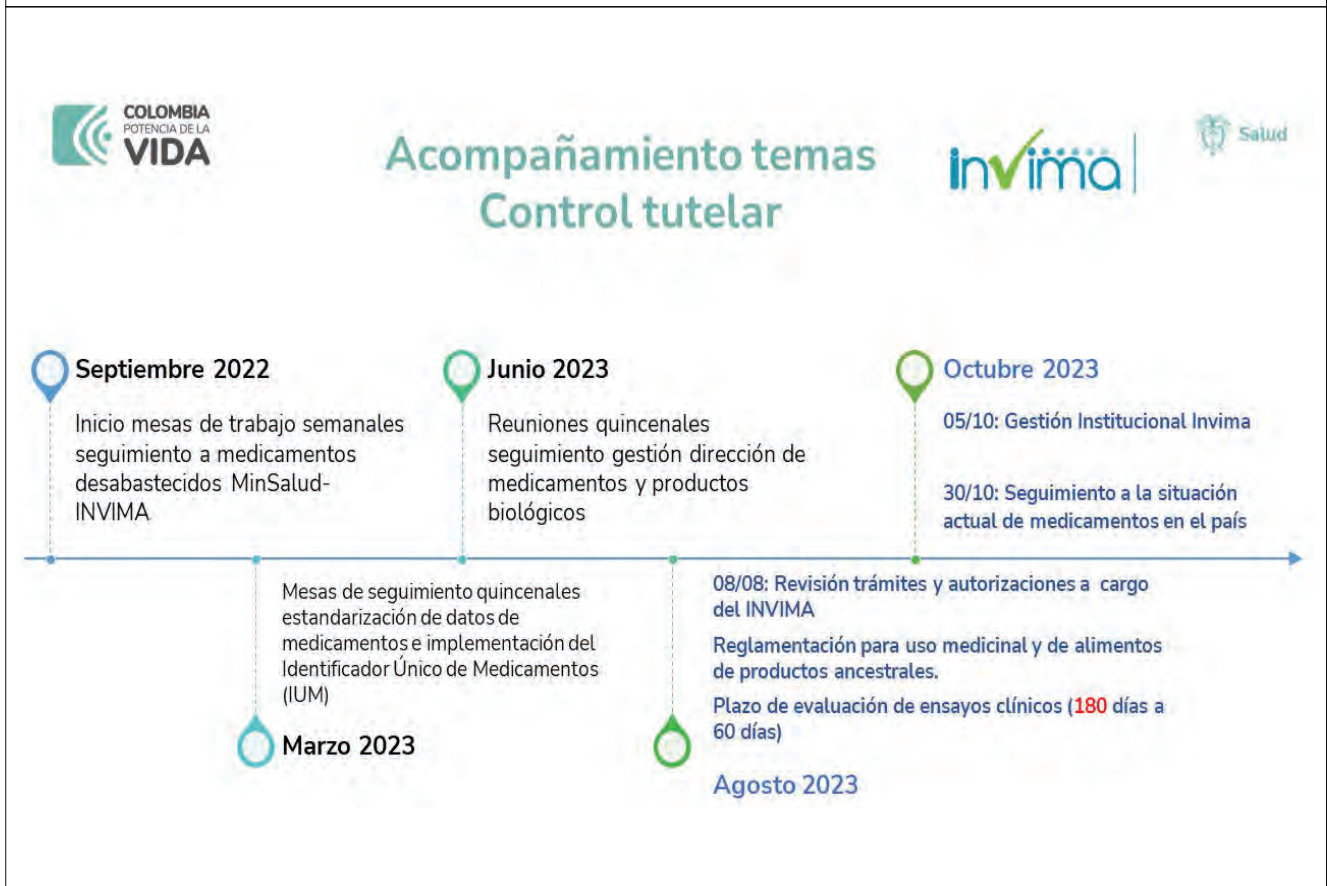 COLOMBIA
POTENCIA DE LA
VIDA
Acompañamiento temas
Control tutelar
invima
Salud
Septiembre 2022
Inicio mesas de trabajo semanales
seguimiento a medicamentos
desabastecidos MinSalud-
INVIMA
Junio 2023
Reuniones quincenales
seguimiento gestión dirección de
medicamentos y productos
biológicos
Octubre 2023
05/10: Gestión Institucional Invima
30/10: Seguimiento a la situación
actual de medicamentos en el país
Mesas de seguimiento quincenales
estandarización de datos de
medicamentos e implementación del
Identificador Único de Medicamentos
(IUM)
Marzo 2023
08/08: Revisión trámites y autorizaciones a cargo
del INVIMA
Reglamentación para uso medicinal y de alimentos
de productos ancestrales.
Plazo de evaluación de ensayos clínicos (180 días a
60 días)
Agosto 2023